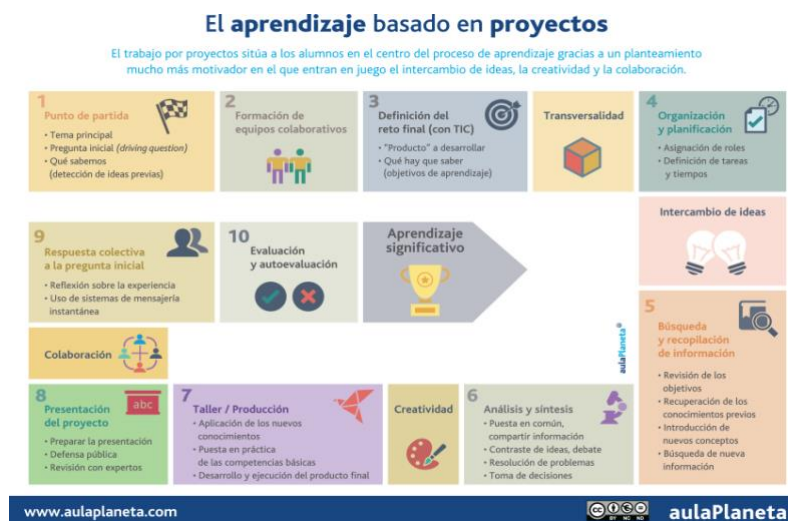 El aprendizaje basado en proyectos
El trabajo por proyectos sitúa a los alumnos en el centro del proceso de aprendizaje gracias a un planteamiento
mucho más motivador en el que entran en juego el intercambio de ideas, la creatividad y la colaboración.
1
Punto de partida
• Tema principal
• Pregunta inicial (driving question)
• Qué sabemos
(detección de ideas previas)
2
Formación de
equipos colaborativos
3
Definición del
reto final (con TIC)
• "Producto" a desarrollar
• Qué hay que saber
(objetivos de aprendizaje)
Transversalidad
4
Organización
y planificación
• Asignación de roles
• Definición de tareas
y tiempos
Intercambio de ideas
5
Búsqueda
y recopilación
de información
• Revisión de los
objetivos
• Recuperación de los
conocimientos previos
• Introducción de
nuevos conceptos
• Búsqueda de nueva
información
6
Análisis y síntesis
• Puesta en común,
compartir información
• Contraste de ideas, debate
• Resolución de problemas
• Toma de decisiones
Creatividad
7
Taller / Producción
• Aplicación de los nuevos
conocimientos
• Puesta en práctica
de las competencias básicas
• Desarrollo y ejecución del producto final
8
Presentación
del proyecto
abc
• Preparar la presentación
• Defensa pública
• Revisión con expertos
Colaboración
9
Respuesta colectiva
a la pregunta inicial
• Reflexión sobre la experiencia
• Uso de sistemas de mensajería
instantánea
10
Evaluación
y autoevaluación
Aprendizaje
significativo
aulaPlaneta
www.aulaplaneta.com
cc
BY NC ND
aulaPlaneta